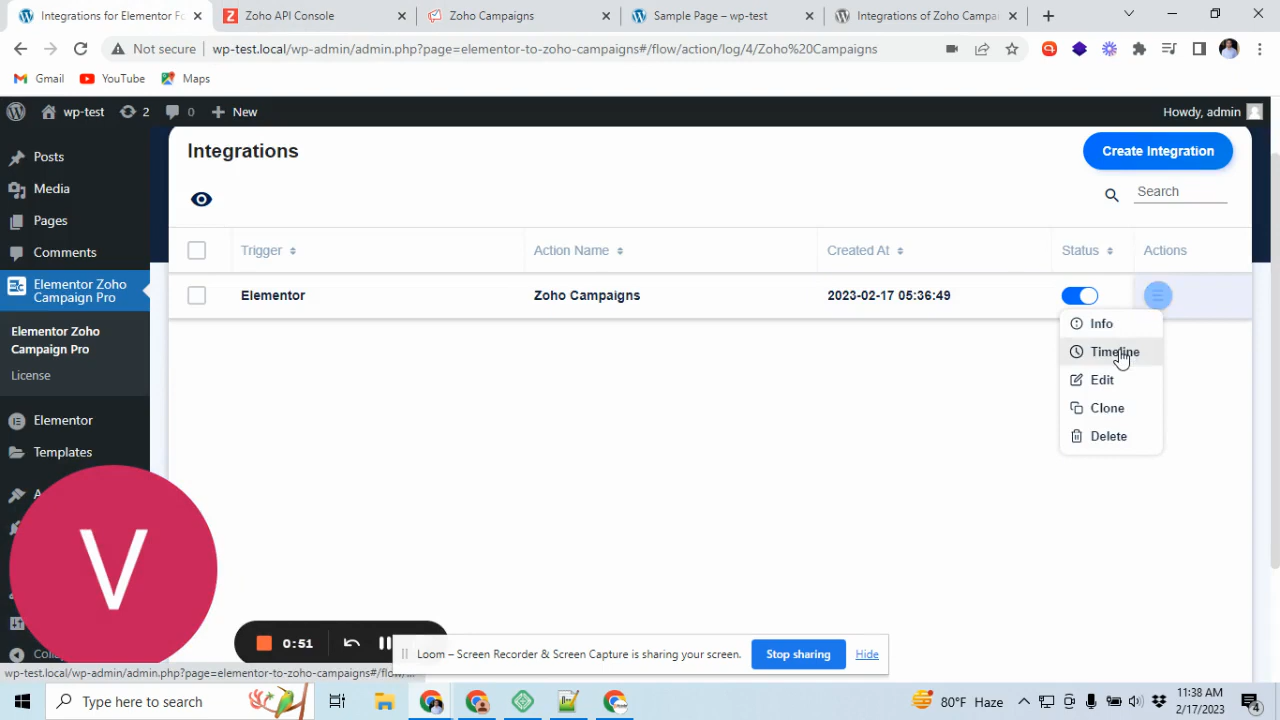 Integrations for Elementor F
Zoho API Console
Zoho Campaigns
Sample Page – wp-test
Integrations of Zoho Campa
Not secure
wp-test.local/wp-admin/admin.php?page=elementor-to-zoho-campaigns#/flow/action/log/4/Zoho%20Campaigns
Gmail
YouTube
Maps
wp-test
2
0
New
Howdy, admin
Posts
Media
Pages
Comments
Elementor Zoho
Campaign Pro
Elementor Zoho
Campaign Pro
License
Elementor
Templates
A
Colla
Integrations
Create Integration
Search
Trigger
Action Name
Created At
Status
Actions
Elementor
Zoho Campaigns
2023-02-17 05:36:49
Info
Timeline
Edit
Clone
Delete
V
0:51
Loom – Screen Recorder & Screen Capture is sharing your screen.
Stop sharing
Hide
wp-test.local/wp-admin/admin.php?page=elementor-to-zoho-campaigns#/flow/...
Type here to search
80°F Haze
11:38 AM
2/17/2023
4